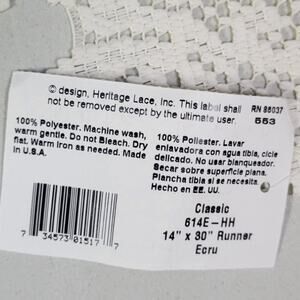 © design, Heritage Lace, Inc. This label shall
not be removed except by the ultimate user.
RN 86037
553
100% Polyester. Machine wash,
warm gentle. Do not Bleach. Dry
flat. Warm Iron as needed. Made
in U.S.A.
100% Poliester. Lavar
enlavadora con agua tibia, cicle
delicado. No usar blanqueador.
Secar sobre superficie plana.
Plancha tibia si se necesita.
Hecho en EE. UU.
7 34573 01517 7
Classic
614E-HH
14" x 30" Runner
Ecru